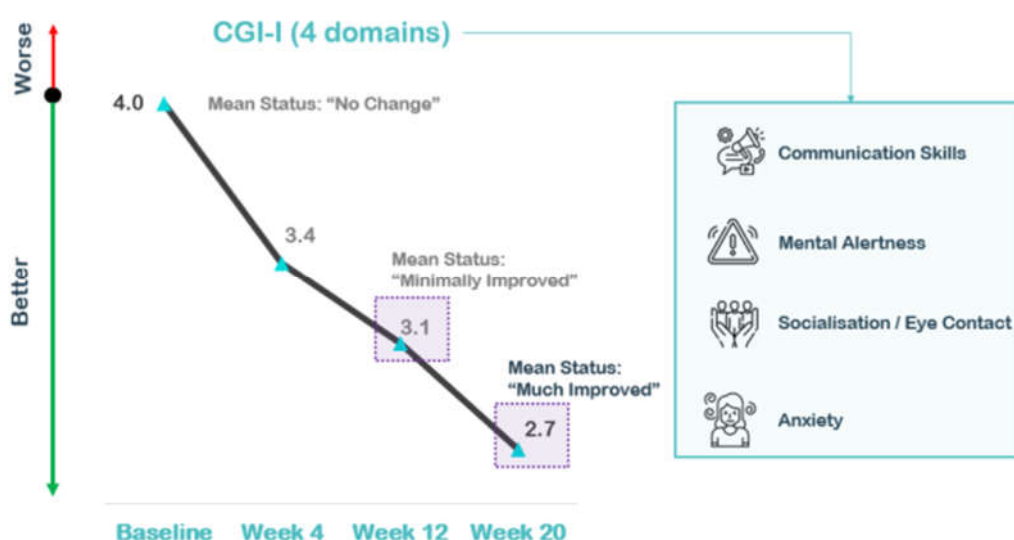 Worse
Better
CGI-I (4 domains)
4.0
Mean Status: “No Change”
3.4
Mean Status:
“Minimally Improved”
3.1
Mean Status:
“Much Improved”
2.7
Baseline
Week 4
Week 12
Week 20
Communication Skills
Mental Alertness
Socialisation / Eye Contact
Anxiety